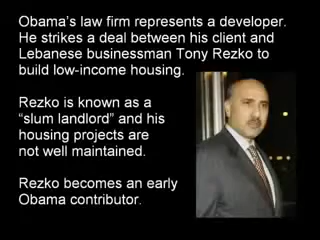 Obama's law firm represents a developer.
He strikes a deal between his client and
Lebanese businessman Tony Rezko to
build low-income housing.
Rezko is known as a
“slum landlord” and his
housing projects are
not well maintained.
Rezko becomes an early
Obama contributor.